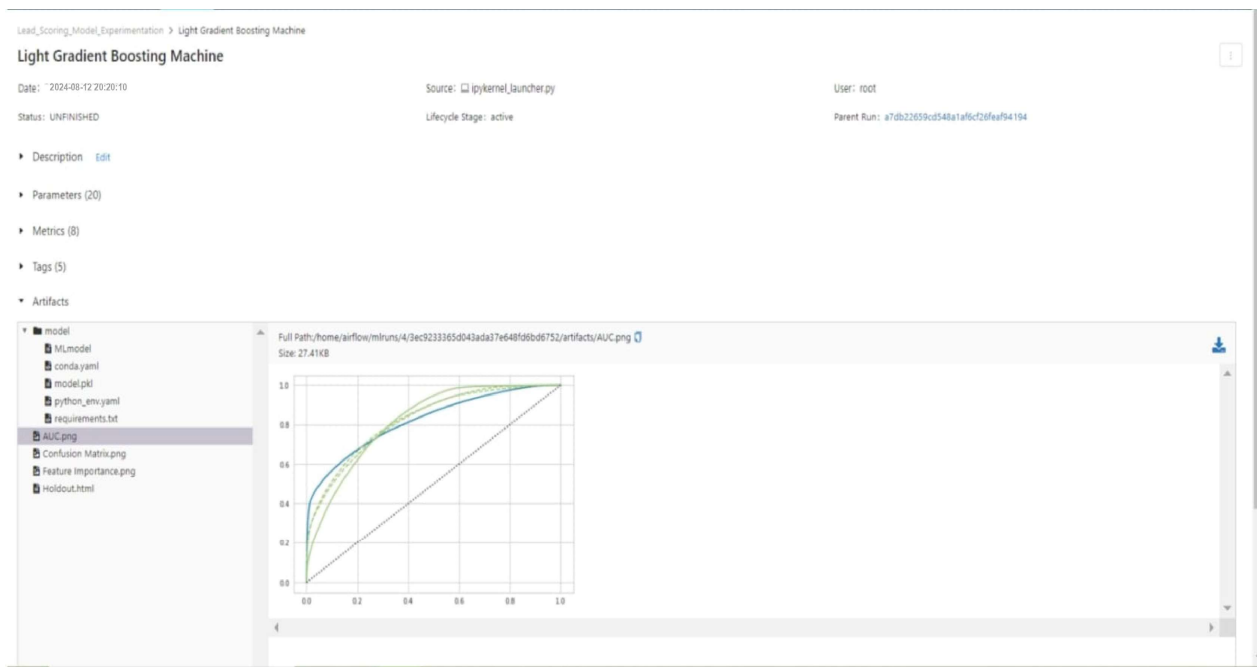 Lead_Scoring_Model_Experimentation > Light Gradient Boosting Machine
Light Gradient Boosting Machine
Date: 2024-08-12 20:20:10 Source: ipykernel_launcher.py User: root
Status: UNFINISHED Lifecycle Stage: active Parent Run: a7db22659cd548a1af6cf26feaf94194
Description Edit
Parameters (20)
Metrics (8)
Tags (5)
Artifacts
model
MLmodel
conda.yaml
model.pkl
python_env.yaml
requirements.txt
AUC.png
Confusion Matrix.png
Feature Importance.png
Holdout.html
Full Path:/home/airflow/mlruns/4/3ec9233365d043ada37e648fd6bd6752/artifacts/AUC.png
Size: 27.41KB
1.0
0.8
0.6
0.4
0.2
0.0
0.0 0.2 0.4 0.6 0.8 1.0